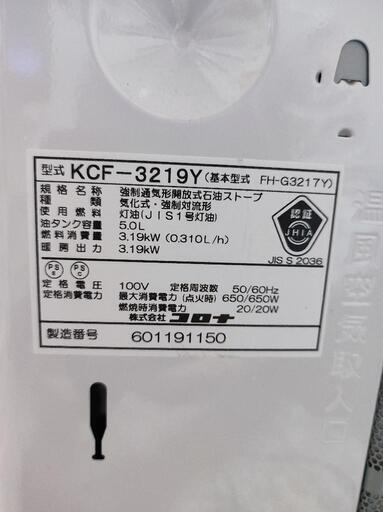 型式 KCF-3219Y (基本型式 FH-G3217Y)
規格名称 強制通気形開放式石油ストーブ
種類 気化式・強制対流形
使用燃料 灯油(JIS1号灯油)
油タンク容量 5.0L
燃料消費量 3.19kW (0.310L/h)
暖房出力 3.19kW
認証
JHIA
JIS S 2036
PS E
PS C
定格電圧 100V 定格周波数 50/60Hz
定格消費電力 最大消費電力 (点火時) 650/650W
燃焼時消費電力 20/20W
株式会社 コロナ
製造番号 601191150
空気取入口